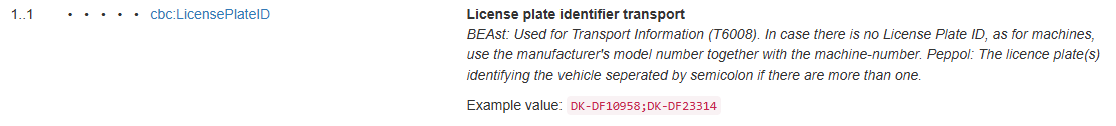 1..1 • • • • • cbc:LicensePlateID License plate identifier transport
BEAst: Used for Transport Information (T6008). In case there is no License Plate ID, as for machines,
use the manufacturer's model number together with the machine-number. Peppol: The licence plate(s)
identifying the vehicle seperated by semicolon if there are more than one.
Example value: DK-DF10958;DK-DF23314